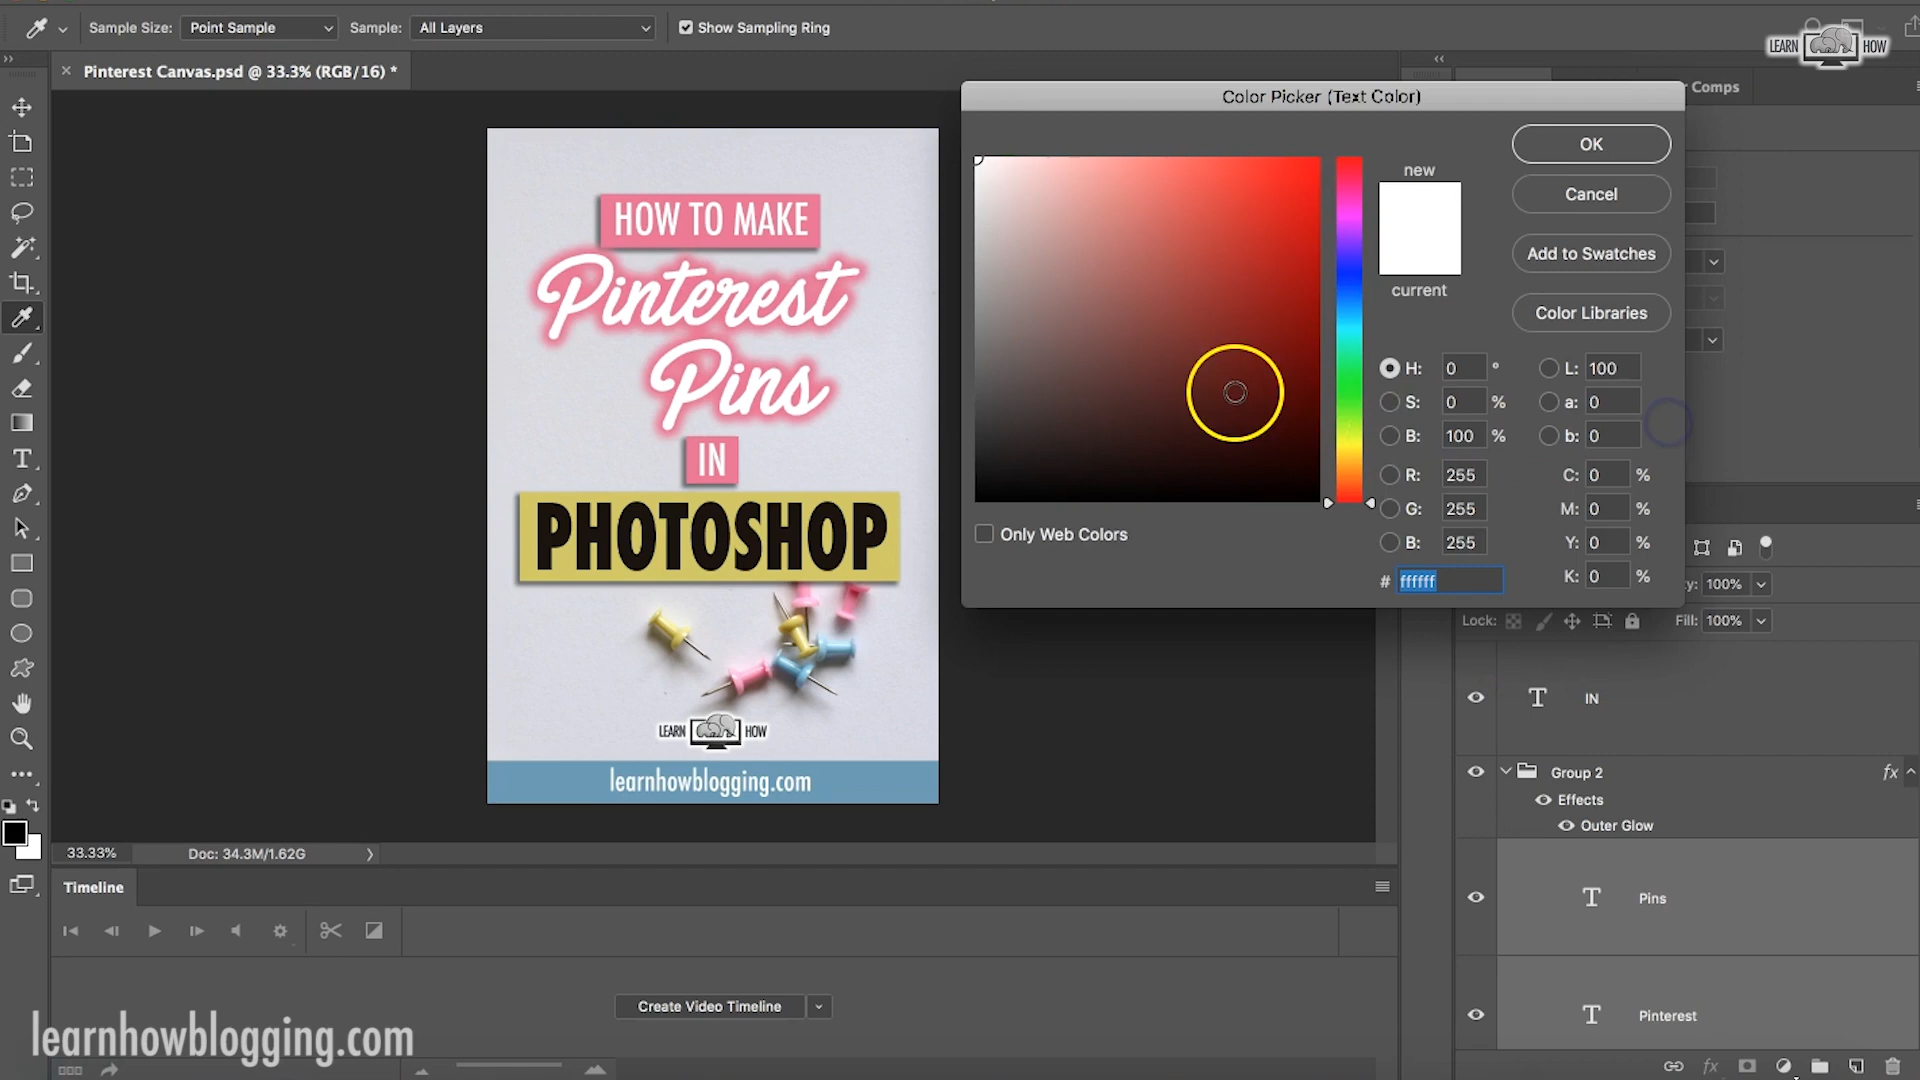 Sample Size: Point Sample Sample: All Layers Show Sampling Ring
LEARN HOW
× Pinterest Canvas.psd @ 33.3% (RGB/16) *
Comps
Color Picker (Text Color)
OK
new
Cancel
Add to Swatches
current
Color Libraries
H: 0 ° L: 100
S: 0 % a: 0
B: 100 % b: 0
R: 255 C: 0 %
G: 255 M: 0 %
B: 255 Y: 0 %
# ffffff K: 0 %
Only Web Colors
HOW TO MAKE
Pinterest
Pins
IN
PHOTOSHOP
LEARN HOW
learnhowblogging.com
100%
Lock: Fill: 100%
T IN
Group 2 fx
Effects
Outer Glow
T Pins
T Pinterest
fx
33.33% Doc: 34.3M/1.62G
Timeline
Create Video Timeline
learnhowblogging.com